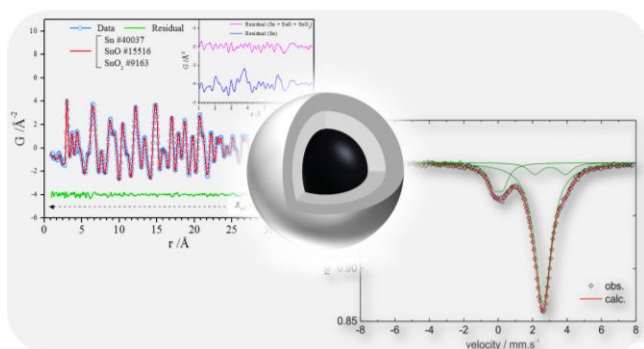 Data Residual
Sn #40037
SnO #15516
SnO₂ #9163
Residual (Sn + SnO + SnO₂)
Residual (Sn)
G /Å⁻²
6
4
2
0
-2
-4
-6
0 5 10 15 20 25
r /Å
0.90
0.85
obs.
calc.
-8 -6 -4 -2 0 2 4 6 8
velocity / mm.s⁻¹